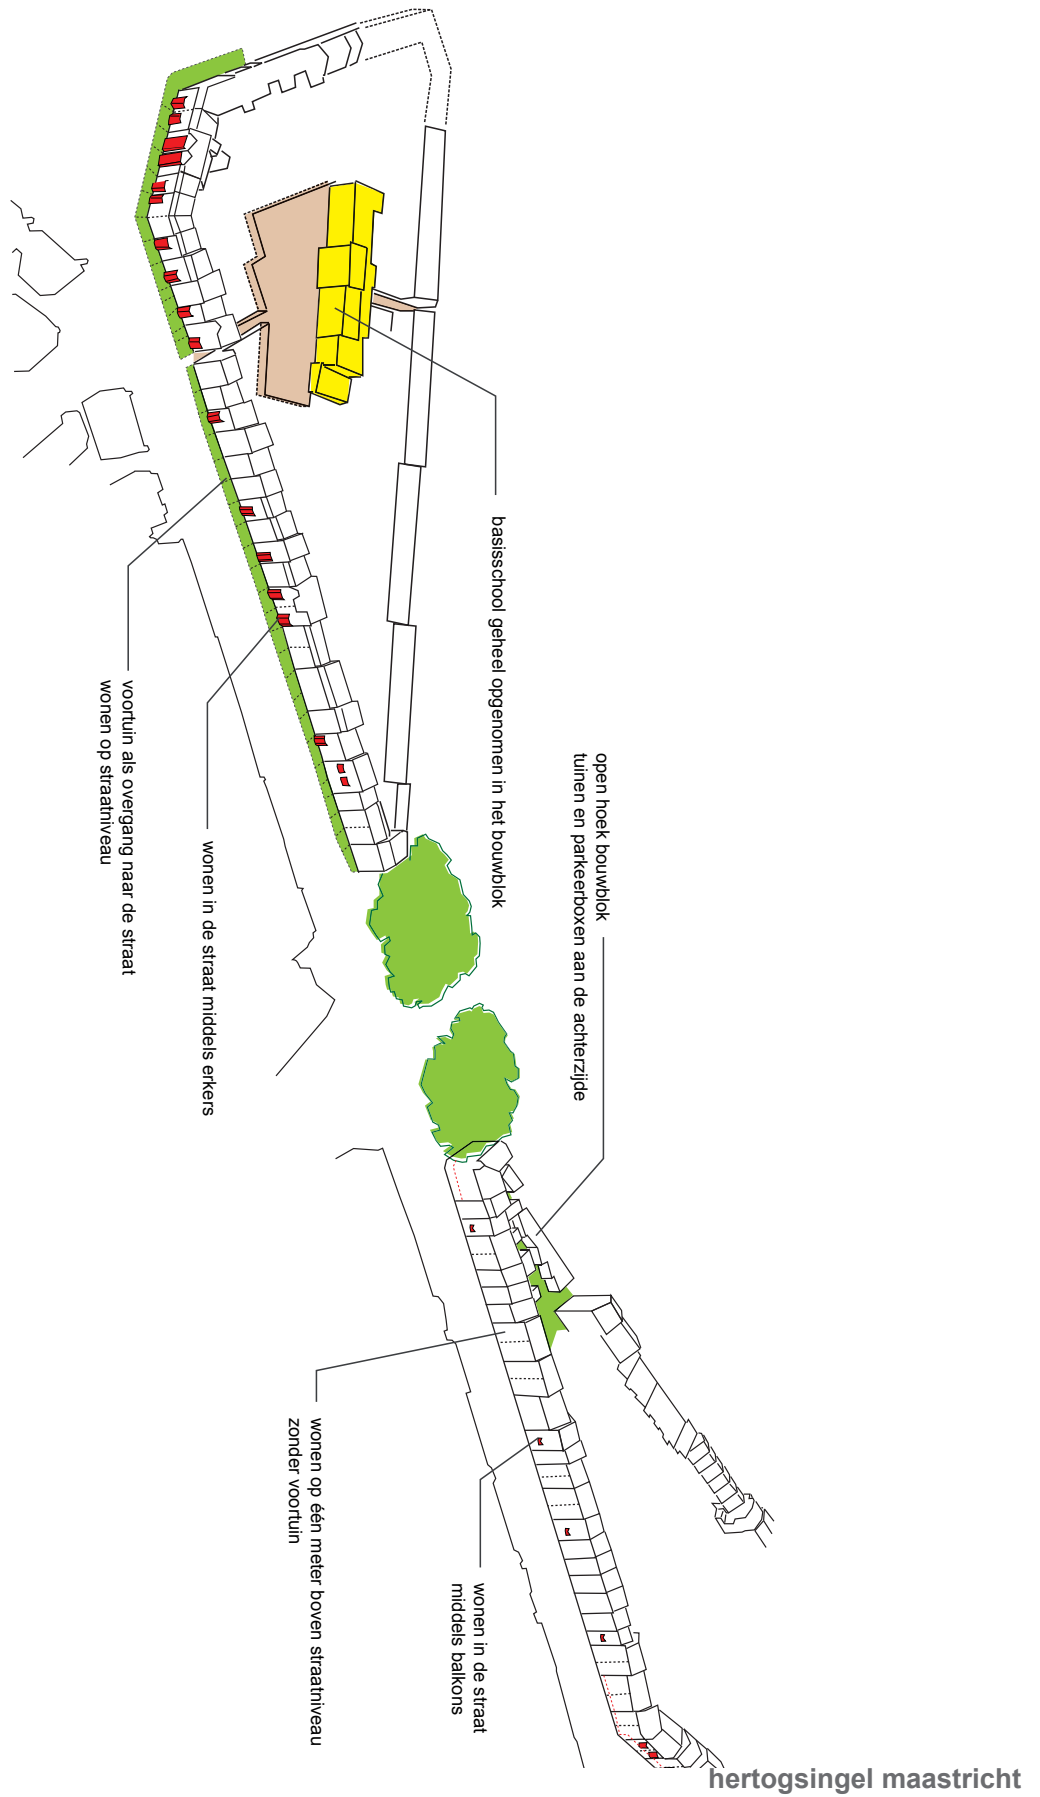 basisschool geheel opgenomen in het bouwblok
open hoek bouwblok
tuinen en parkeerboxen aan de achterzijde
voortuin als overgang naar de straat
wonen op straatniveau
wonen in de straat middels erkers
wonen op één meter boven straatniveau
zonder voortuin
wonen in de straat
middels balkons
hertogsingel maastricht